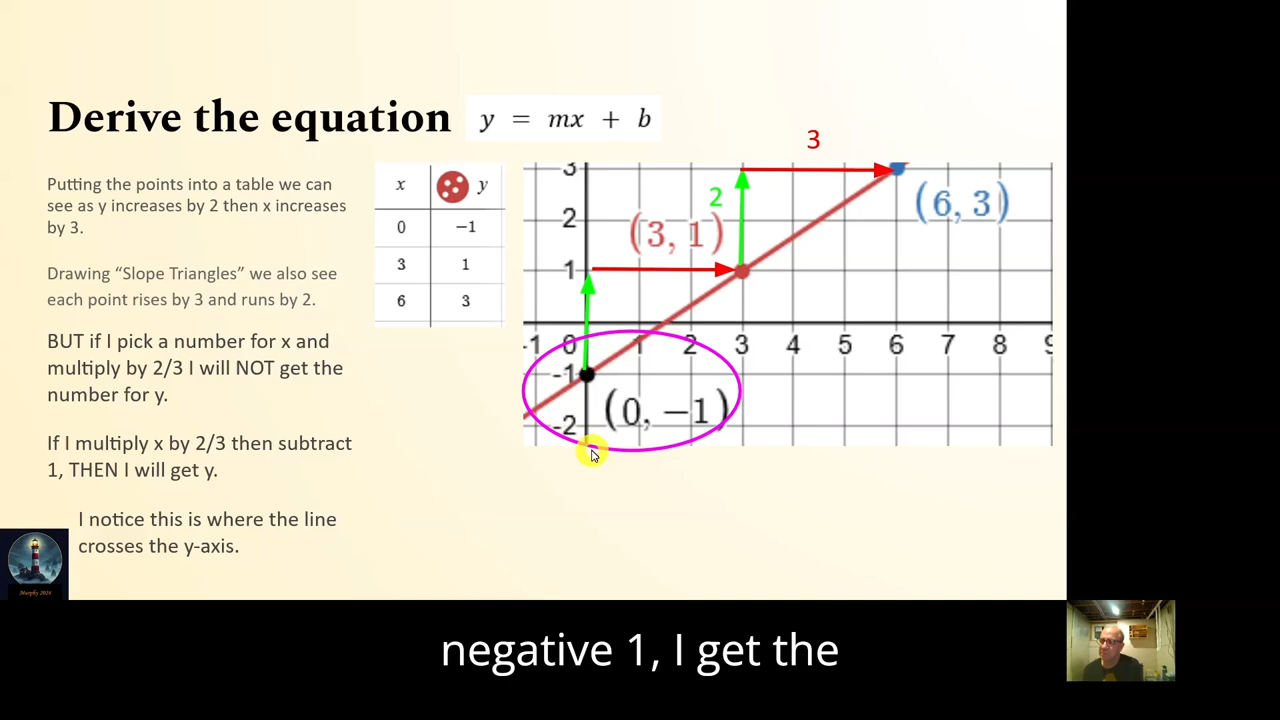 Derive the equation y = mx + b
Putting the points into a table we can
see as y increases by 2 then x increases
by 3.
Drawing “Slope Triangles” we also see
each point rises by 3 and runs by 2.
BUT if I pick a number for x and
multiply by 2/3 I will NOT get the
number for y.
If I multiply x by 2/3 then subtract
1, THEN I will get y.
I notice this is where the line
crosses the y-axis.
x y
0 −1
3 1
6 3
3
3
2
(3, 1)
2
(6, 3)
1
-1 0 1 2 3 4 5 6 7 8 9
-1
(0, −1)
-2
Murphy 2024
negative 1, I get the